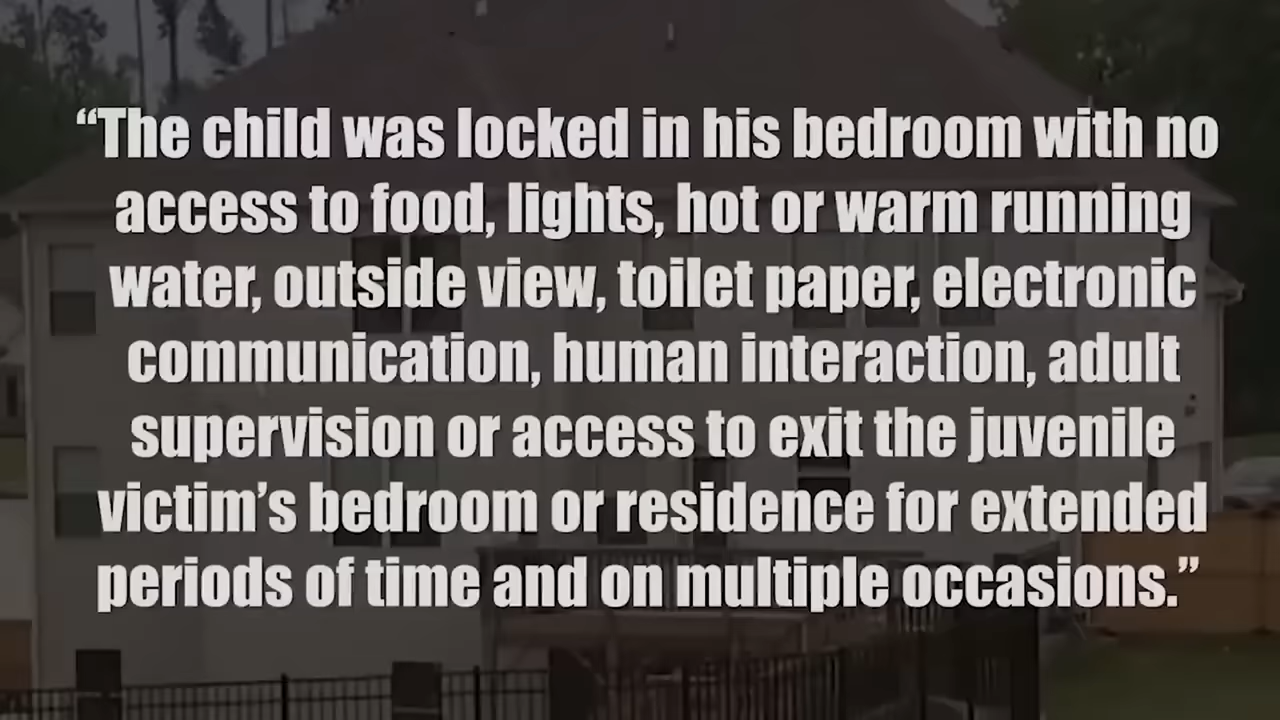 “The child was locked in his bedroom with no
access to food, lights, hot or warm running
water, outside view, toilet paper, electronic
communication, human interaction, adult
supervision or access to exit the juvenile
victim’s bedroom or residence for extended
periods of time and on multiple occasions.”